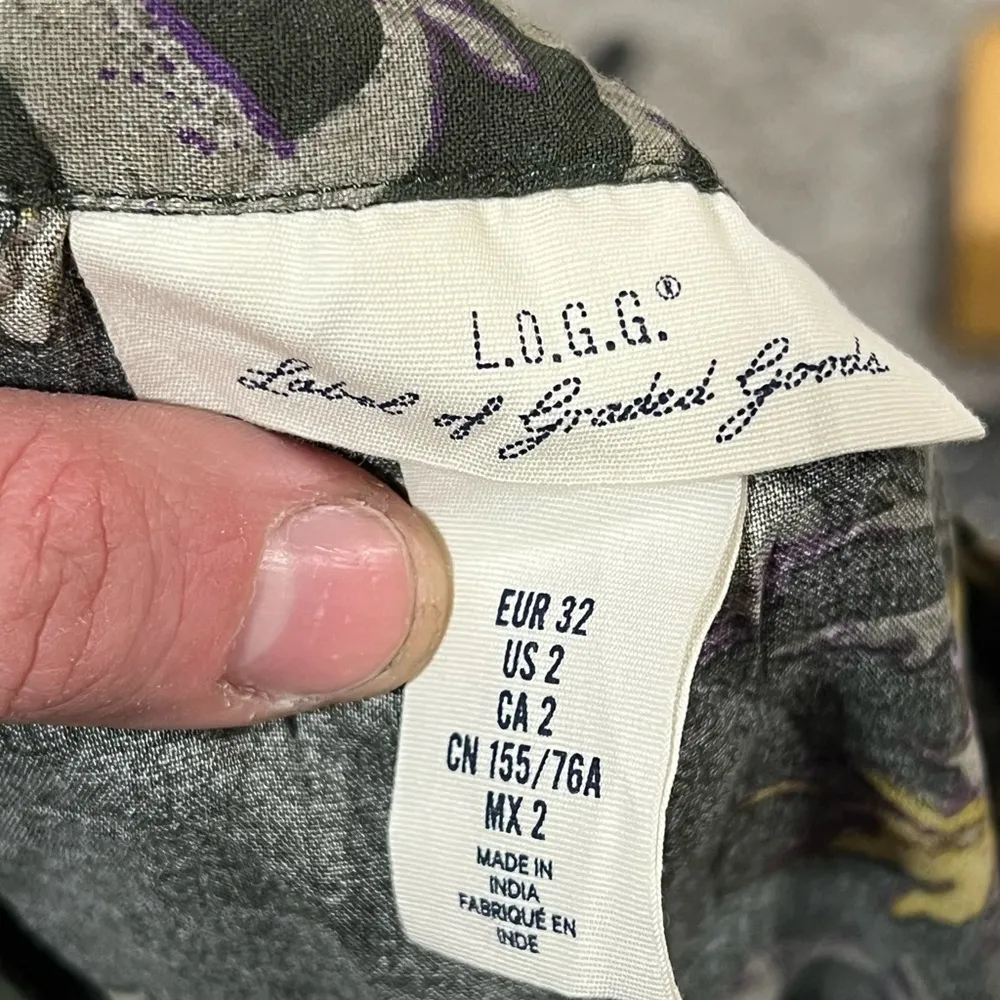 L.O.G.G.®
Label of Graded Goods
EUR 32
US 2
CA 2
CN 155/76A
MX 2
MADE IN
INDIA
FABRIQUÉ EN
INDE